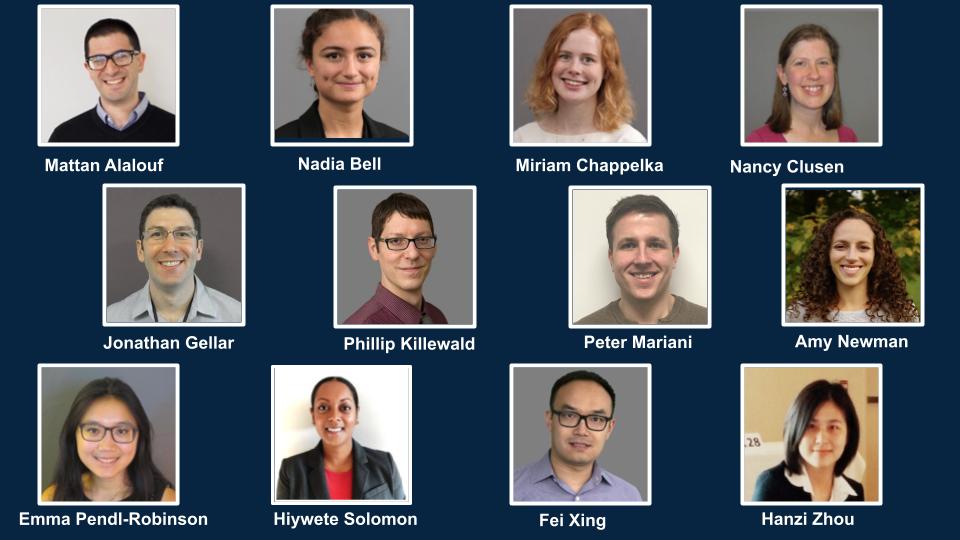 Mattan Alalouf
Nadia Bell
Miriam Chappelka
Nancy Clusen
Jonathan Gellar
Phillip Killewald
Peter Mariani
Amy Newman
28
Emma Pendl-Robinson
Hiywete Solomon
Fei Xing
Hanzi Zhou